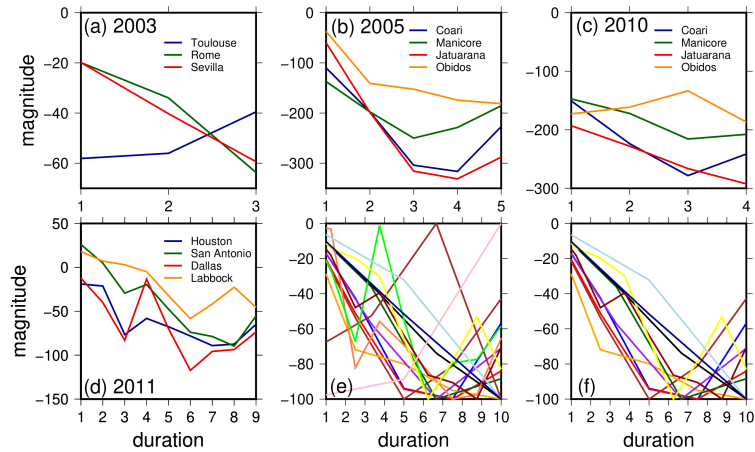 (a) 2003
Toulouse
Rome
Sevilla
0
−20
−40
−60
1 2 3
magnitude
(b) 2005
Coari
Manicore
Jatuarana
Obidos
0
−100
−200
−300
1 2 3 4 5
(c) 2010
Coari
Manicore
Jatuarana
Obidos
0
−100
−200
−300
1 2 3 4
(d) 2011
Houston
San Antonio
Dallas
Labbock
50
0
−50
−100
−150
1 2 3 4 5 6 7 8 9
magnitude
duration
(e)
0
−20
−40
−60
−80
−100
1 2 3 4 5 6 7 8 9 10
duration
(f)
0
−20
−40
−60
−80
−100
1 2 3 4 5 6 7 8 9 10
duration